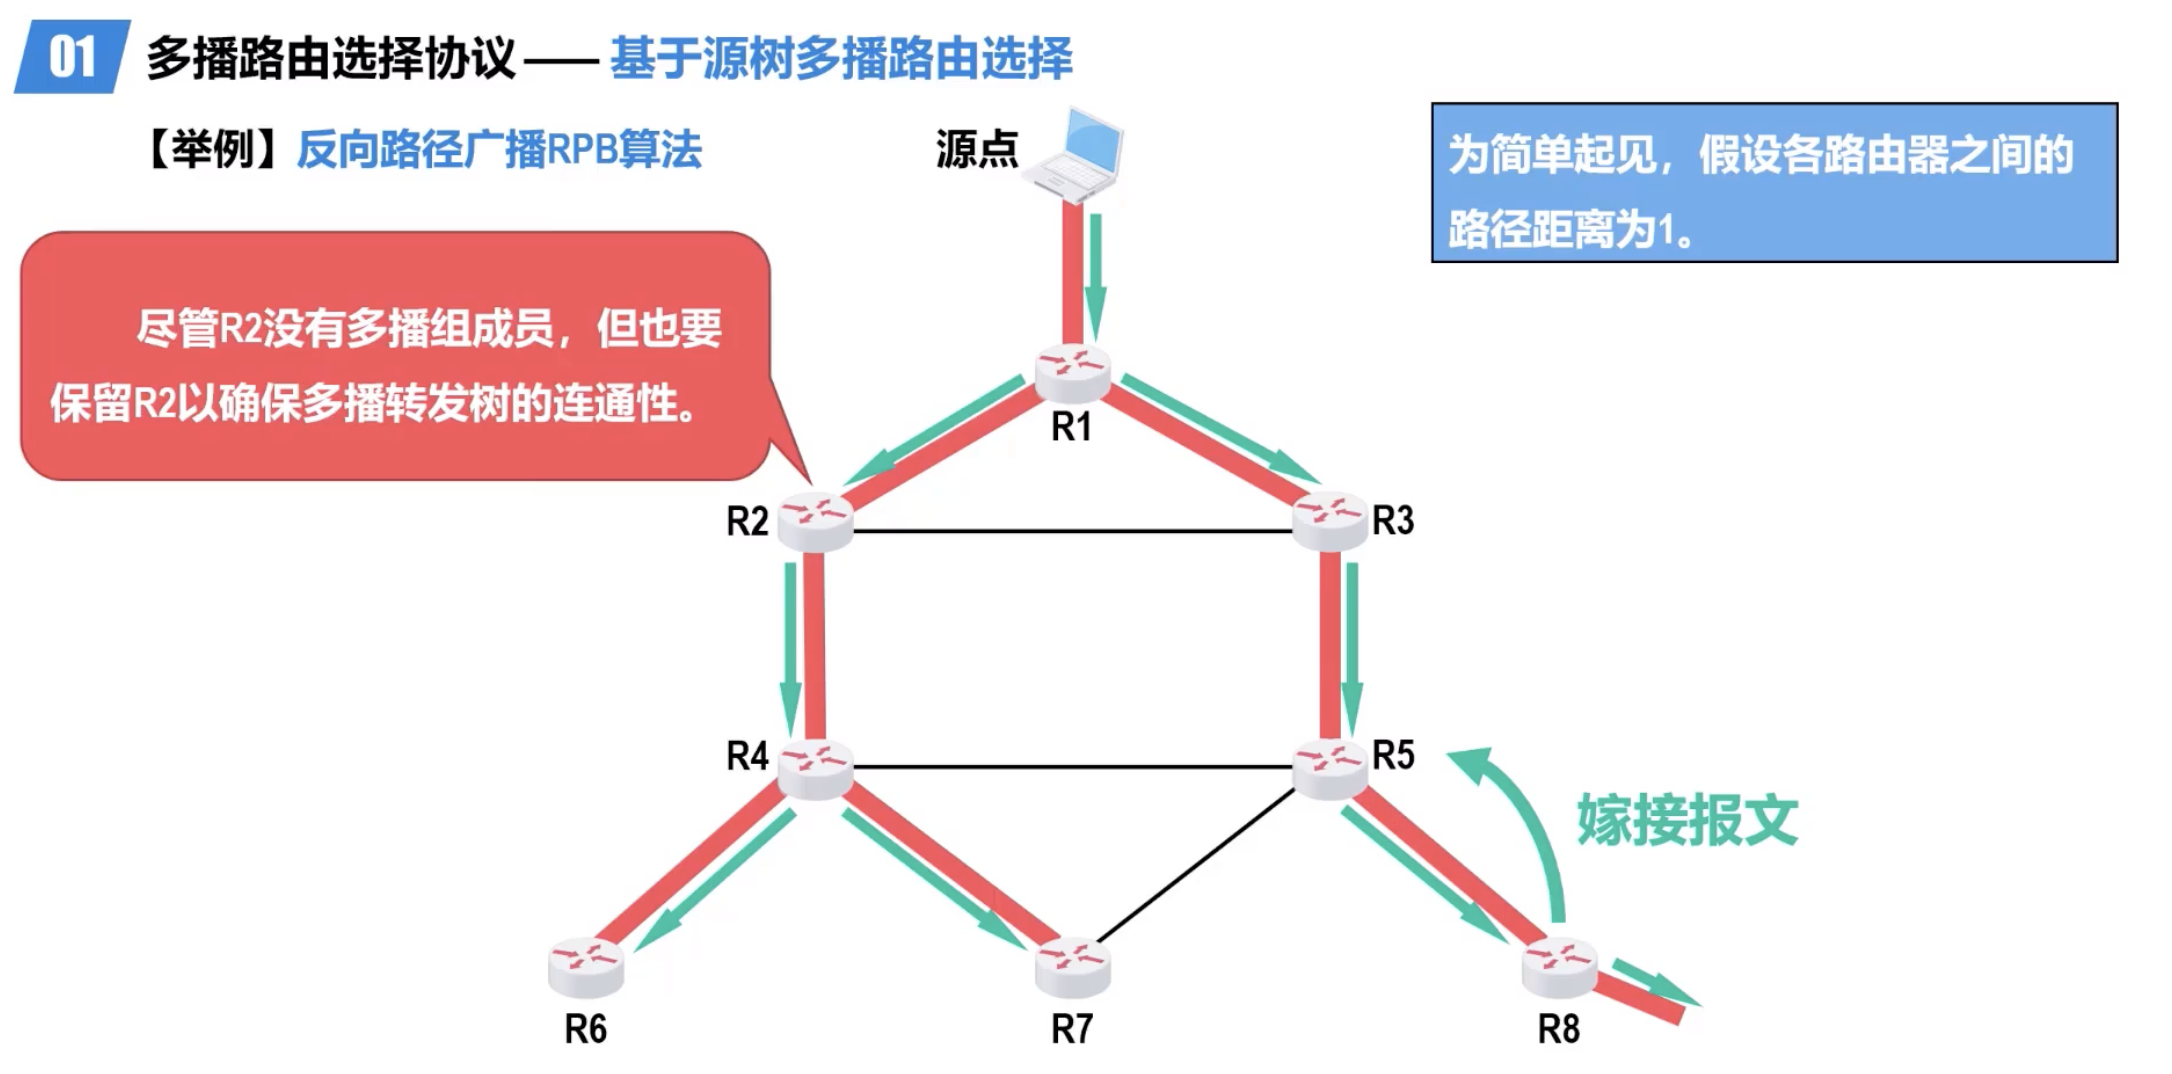 01 多播路由选择协议 —— 基于源树多播路由选择
【举例】反向路径广播RPB算法
源点
为简单起见，假设各路由器之间的
路径距离为1。
尽管R2没有多播组成员，但也要
保留R2以确保多播转发树的连通性。
R1
R2
R3
R4
R5
嫁接报文
R6
R7
R8